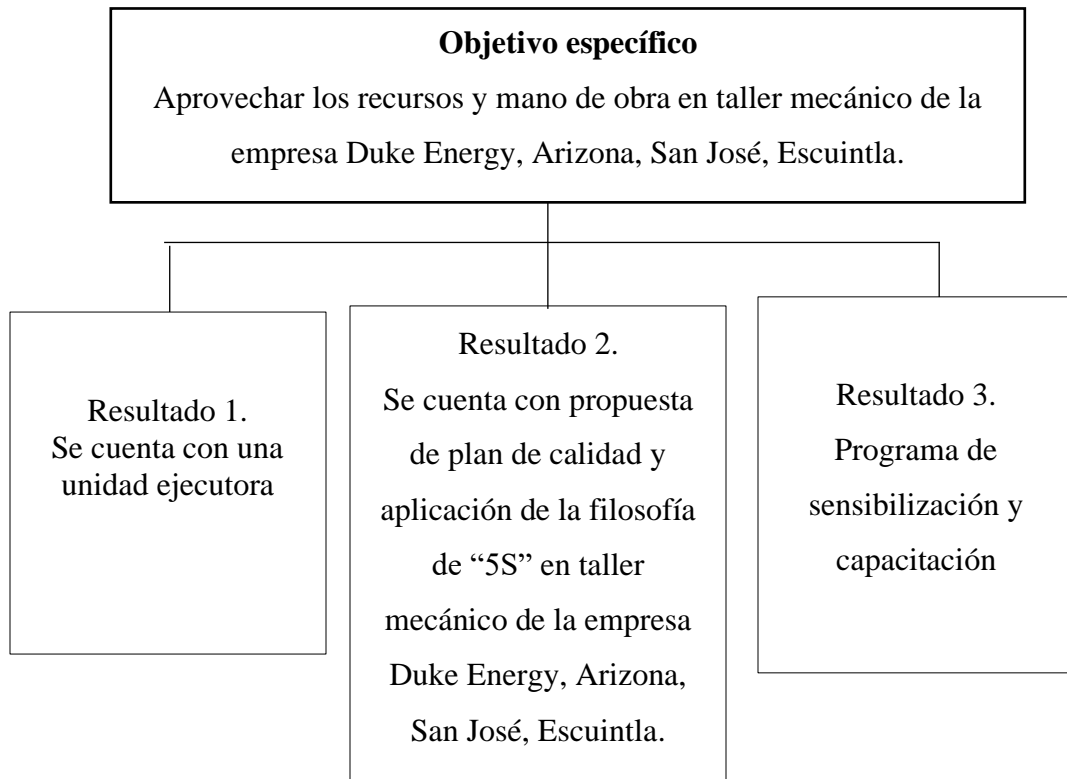 Objetivo específico
Aprovechar los recursos y mano de obra en taller mecánico de la
empresa Duke Energy, Arizona, San José, Escuintla.
Resultado 1.
Se cuenta con una
unidad ejecutora
Resultado 2.
Se cuenta con propuesta
de plan de calidad y
aplicación de la filosofía
de “5S” en taller
mecánico de la empresa
Duke Energy, Arizona,
San José, Escuintla.
Resultado 3.
Programa de
sensibilización y
capacitación